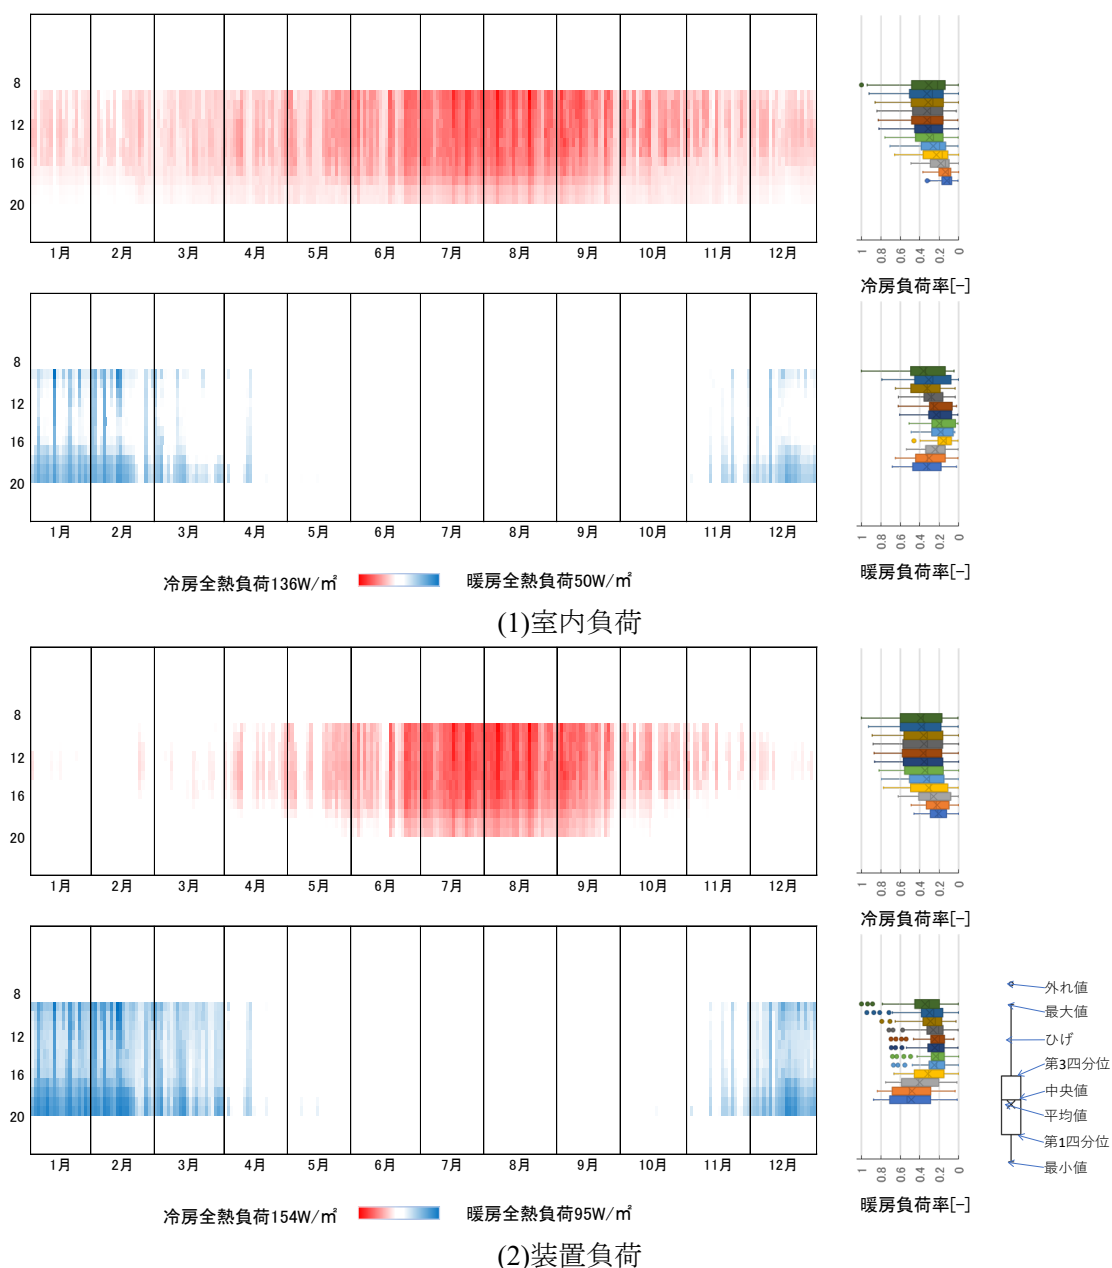 8
12
16
20
1月 2月 3月 4月 5月 6月 7月 8月 9月 10月 11月 12月
1 0.8 0.6 0.4 0.2 0
冷房負荷率[-]
8
12
16
20
1月 2月 3月 4月 5月 6月 7月 8月 9月 10月 11月 12月
1 0.8 0.6 0.4 0.2 0
暖房負荷率[-]
冷房全熱負荷136W/㎡ 暖房全熱負荷50W/㎡
(1)室内負荷
8
12
16
20
1月 2月 3月 4月 5月 6月 7月 8月 9月 10月 11月 12月
1 0.8 0.6 0.4 0.2 0
冷房負荷率[-]
8
12
16
20
1月 2月 3月 4月 5月 6月 7月 8月 9月 10月 11月 12月
1 0.8 0.6 0.4 0.2 0
暖房負荷率[-]
外れ値
最大値
ひげ
第3四分位
中央値
平均値
第1四分位
最小値
冷房全熱負荷154W/㎡ 暖房全熱負荷95W/㎡
(2)装置負荷